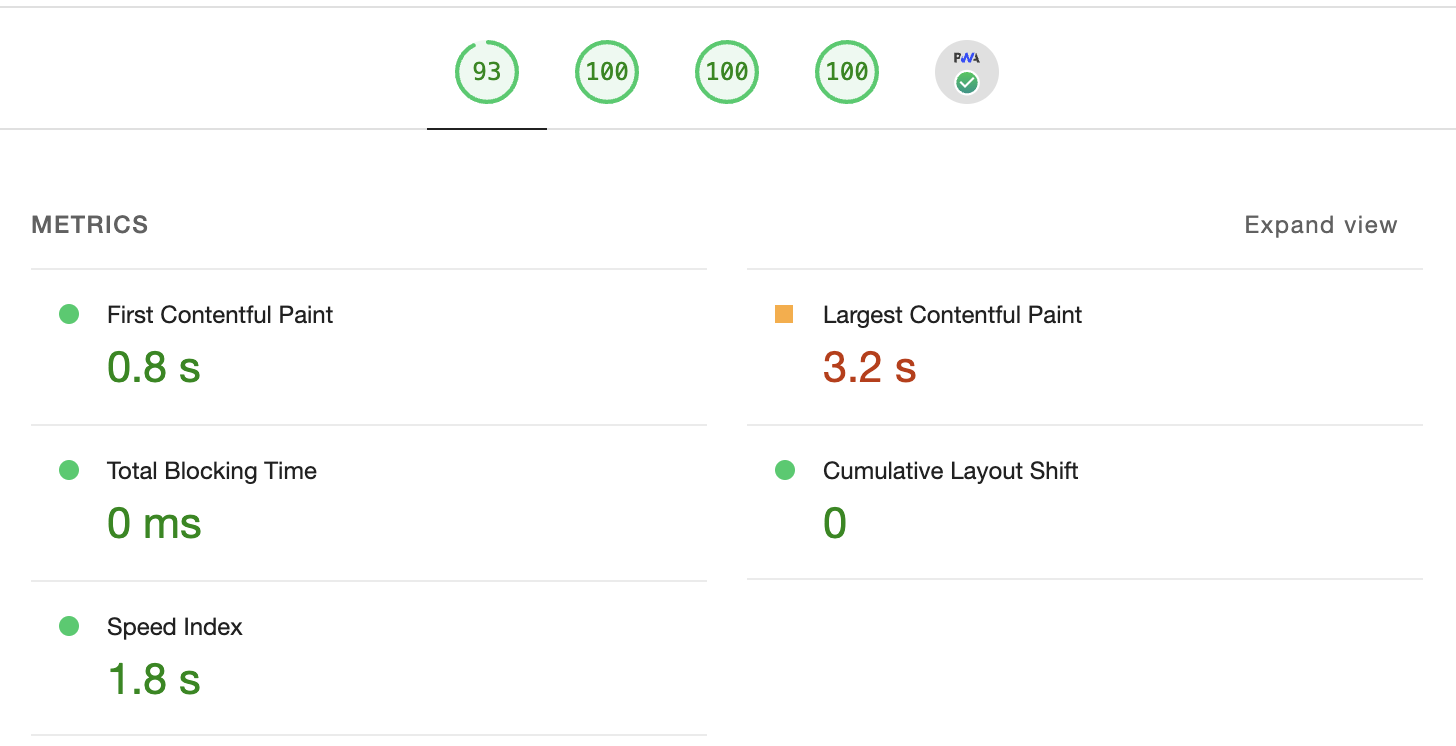 93 100 100 100 PWA
METRICS Expand view
First Contentful Paint
0.8 s
Largest Contentful Paint
3.2 s
Total Blocking Time
0 ms
Cumulative Layout Shift
0
Speed Index
1.8 s